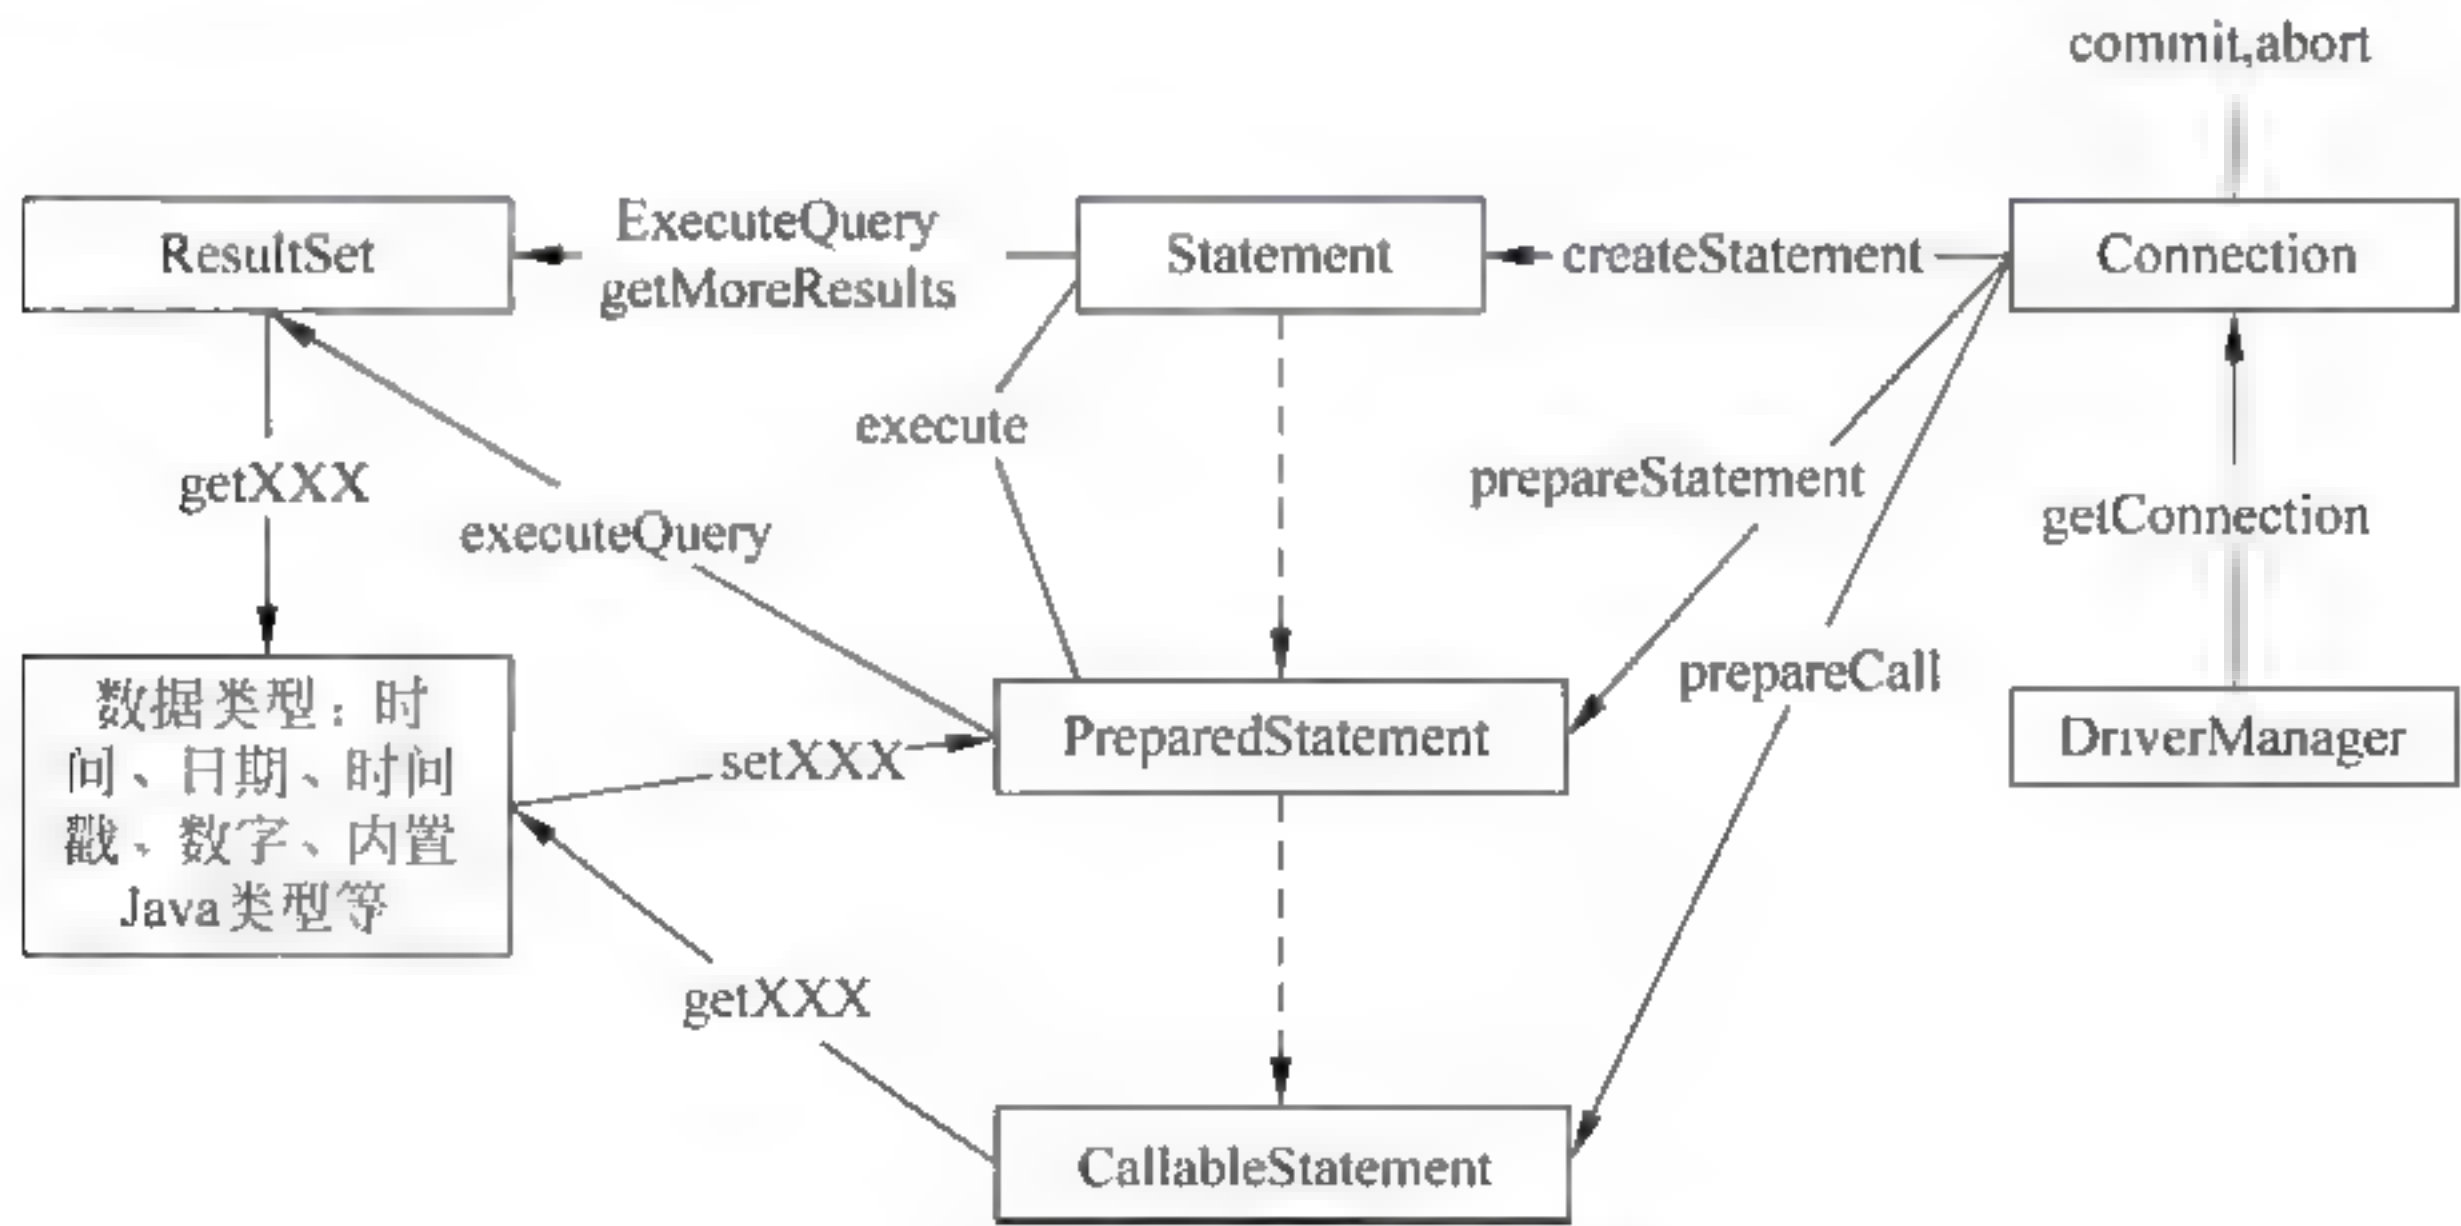 commit,abort
ResultSet
ExecuteQuery
getMoreResults
Statement
createStatement
Connection
execute
getXXX
prepareStatement
getConnection
executeQuery
prepareCall
数据类型：时
间、日期、时间
戳、数字、内置
Java类型等
setXXX
PreparedStatement
DriverManager
getXXX
CallableStatement